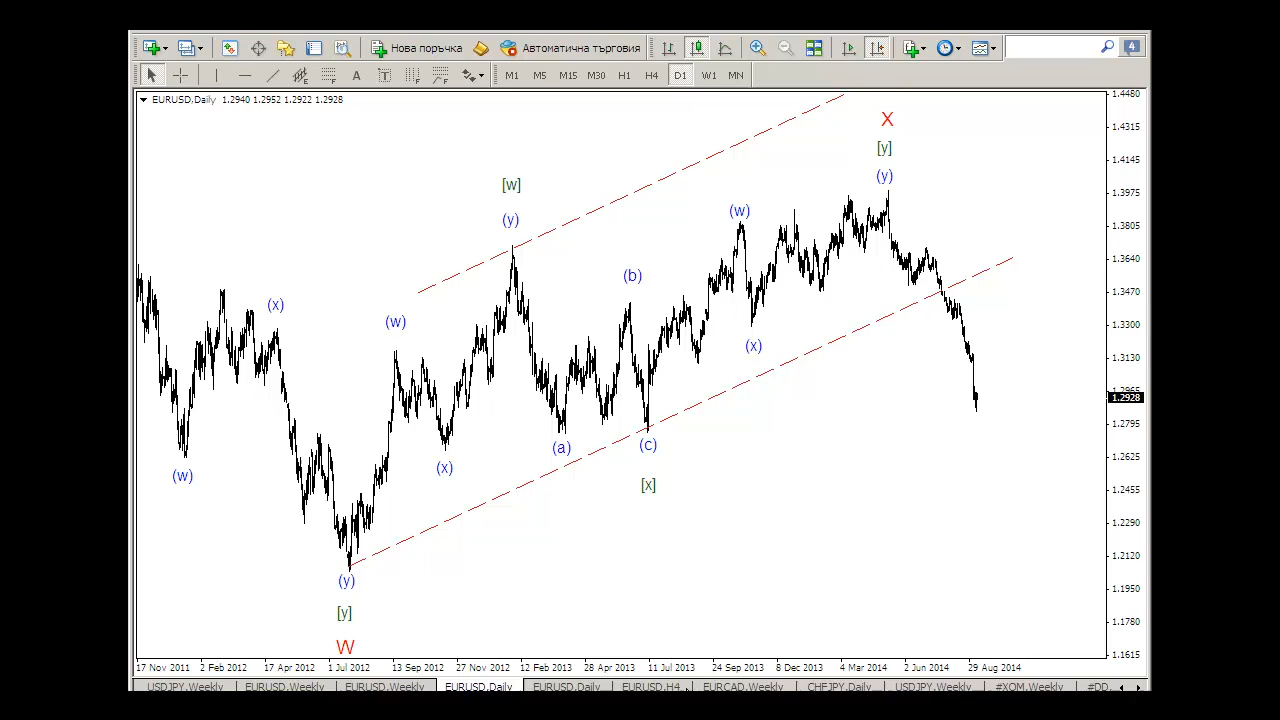 Нова поръчка Автоматична търговия 4
A T F M1 M5 M15 M30 H1 H4 D1 W1 MN
EURUSD,Daily 1.2940 1.2952 1.2922 1.2928
1.4480
X
1.4315
[y]
1.4145
(y)
[w]
1.3975
(w)
(y)
1.3805
1.3640
(b)
1.3470
(x)
(w)
1.3300
(x)
1.3130
1.2965
1.2928
1.2795
(a)
(c)
1.2625
(x)
(w)
[x]
1.2455
1.2290
1.2120
(y)
1.1950
[y]
1.1780
W
1.1615
17 Nov 2011 2 Feb 2012 17 Apr 2012 1 Jul 2012 13 Sep 2012 27 Nov 2012 12 Feb 2013 28 Apr 2013 11 Jul 2013 24 Sep 2013 8 Dec 2013 4 Mar 2014 2 Jun 2014 29 Aug 2014
USDJPY,Weekly EURUSD,Weekly EURUSD,Weekly EURUSD,Daily EURUSD,Daily EURUSD,H4 EURCAD,Weekly CHFJPY,Daily USDJPY,Weekly #XOM,Weekly #DD